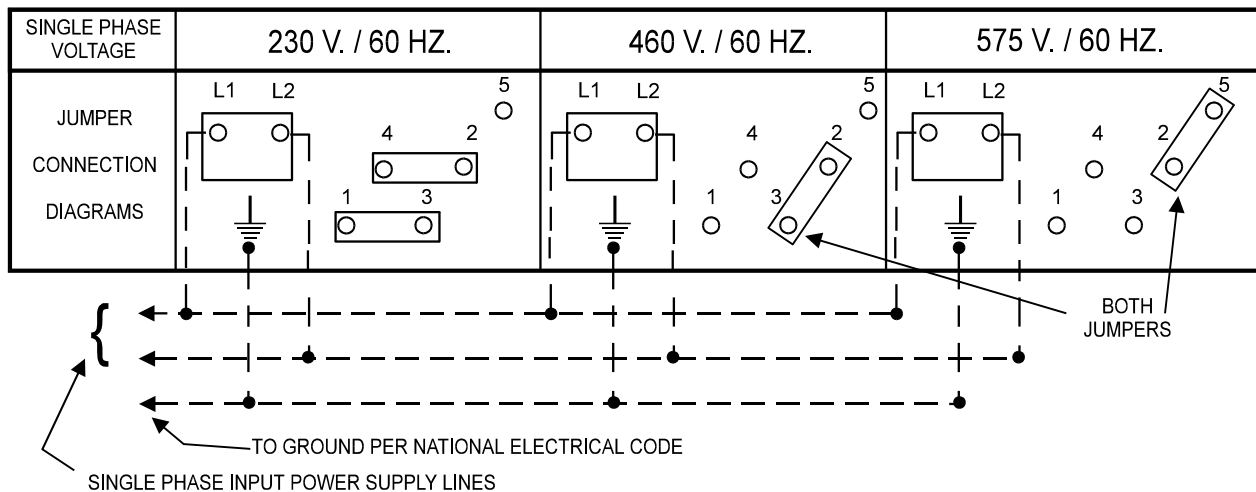 SINGLE PHASE
VOLTAGE
230 V. / 60 HZ.
460 V. / 60 HZ.
575 V. / 60 HZ.
JUMPER
CONNECTION
DIAGRAMS
L1 L2
5
4 2
1 3
L1 L2
5
4 2
1 3
L1 L2
5
4 2
1 3
BOTH
JUMPERS
TO GROUND PER NATIONAL ELECTRICAL CODE
SINGLE PHASE INPUT POWER SUPPLY LINES